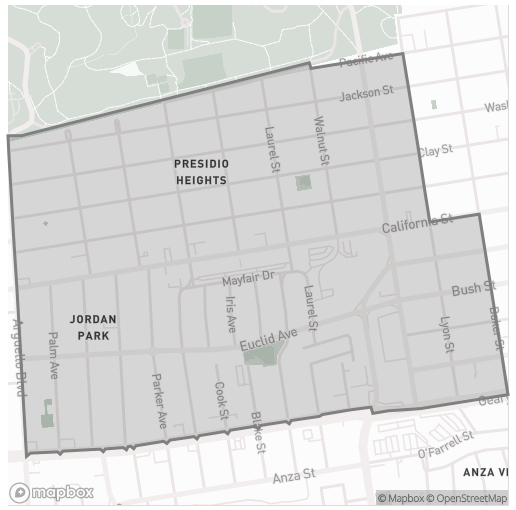 Pacific Ave
Jackson St
Was
Clay St
Laurel St
Walnut St
PRESIDIO
HEIGHTS
California St
Mayfair Dr
Bush St
Iris Ave
Laurel St
JORDAN
PARK
Euclid Ave
Arguello Blvd
Palm Ave
Lyon St
Baker St
Parker Ave
Cook St
Blake St
Geary
O'Farrell St
Anza St
ANZA VI
mapbox
© Mapbox © OpenStreetMap